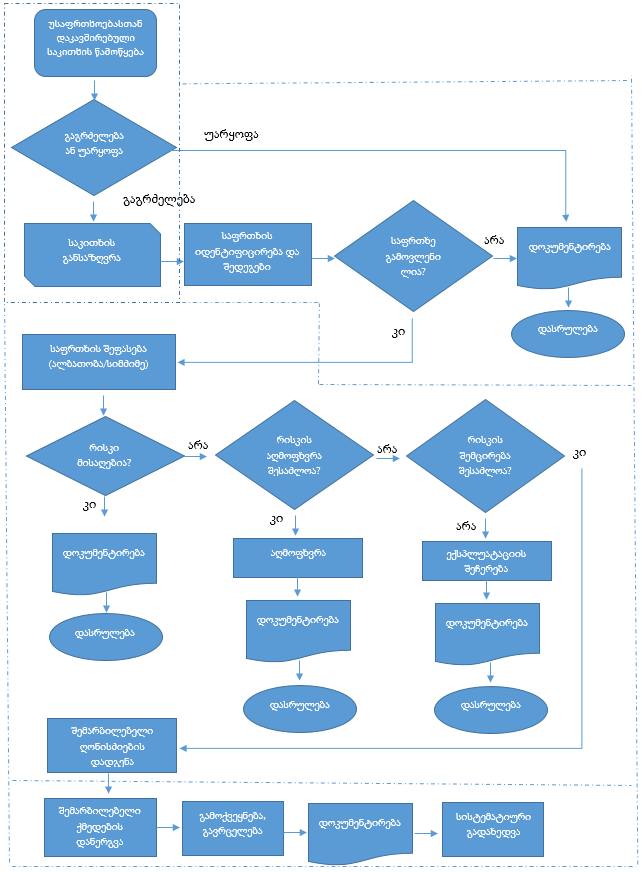 უსაფრთხოებასთან
დაკავშირებული
საკითხის წამოწყება
გაგრძელება
ან უარყოფა
უარყოფა
გაგრძელება
საკითხის
განსაზღვრა
საფრთხის
იდენტიფიცირება და
შედეგები
საფრთხე
გამოვლენი
ლია?
არა
დოკუმენტირება
დასრულება
კი
საფრთხის შეფასება
(ალბათობა/სიმძიმე)
რისკი
მისაღებია?
არა
რისკის
აღმოფხვრა
შესაძლოა?
არა
რისკის
შემცირება
შესაძლოა?
კი
კი
კი
არა
დოკუმენტირება
აღმოფხვრა
ექსპლუატაციის
შეჩერება
დასრულება
დოკუმენტირება
დოკუმენტირება
დასრულება
დასრულება
შემარბილებელი
ღონისძიების
დადგენა
შემარბილებელი
ქმედების
დანერგვა
გამოქვეყნება,
გავრცელება
დოკუმენტირება
სისტემატიური
გადახედვა